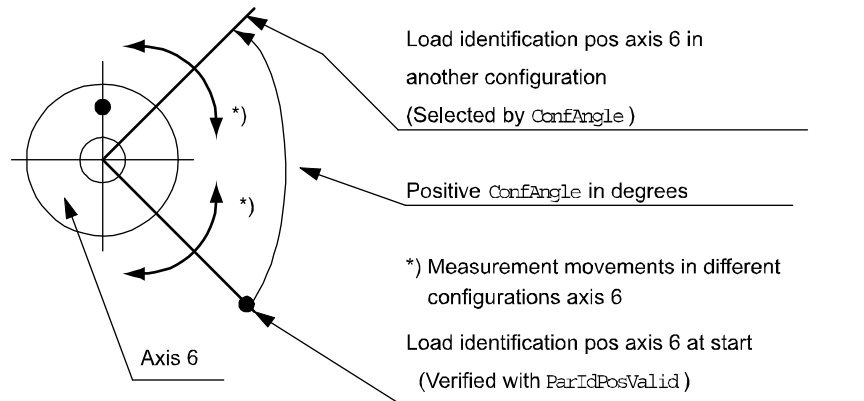 Load identification pos axis 6 in
another configuration
(Selected by ConfAngle)
*)
Positive ConfAngle in degrees
*)
*) Measurement movements in different
configurations axis 6
Load identification pos axis 6 at start
Axis 6
(Verified with ParIdPosValid)